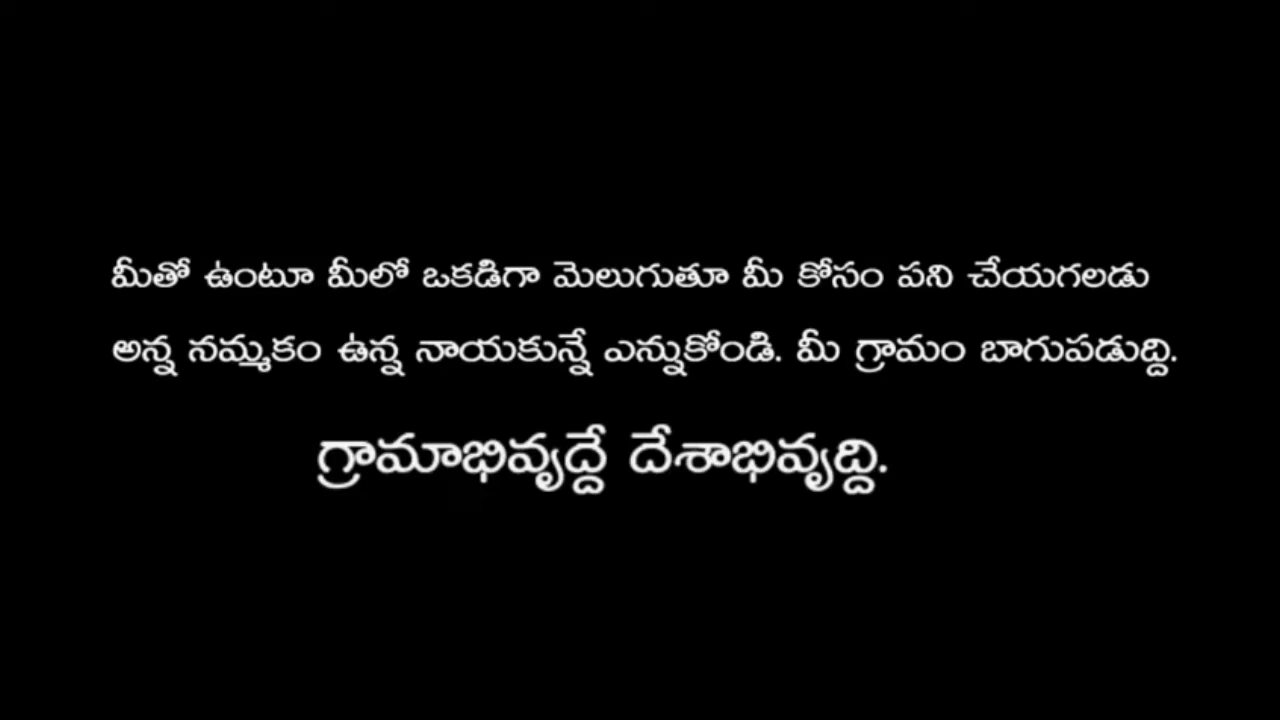 మీతో ఉంటూ మీలో ఒకడిగా మెలుగుతూ మీ కోసం పని చేయగలడు
అన్న నమ్మకం ఉన్న నాయకున్నే ఎన్నుకోండి. మీ గ్రామం బాగుపడుద్ది.
గ్రామాభివృద్దే దేశాభివృద్ది.